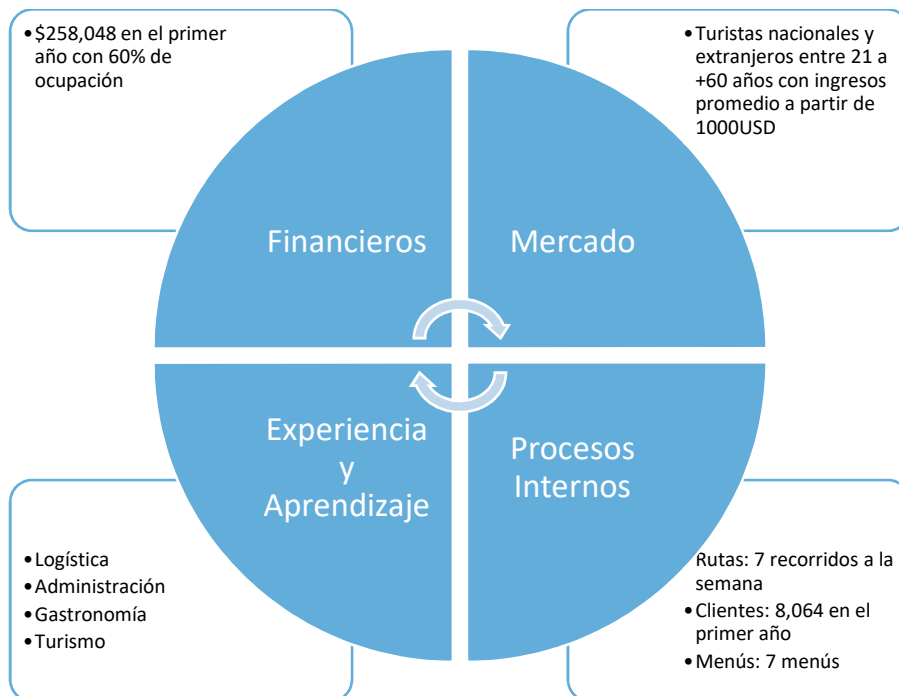 •$258,048 en el primer
año con 60% de
ocupación
•Turistas nacionales y
extranjeros entre 21 a
+60 años con ingresos
promedio a partir de
1000USD
Financieros
Mercado
Experiencia
y
Aprendizaje
Procesos
Internos
•Logística
•Administración
•Gastronomía
•Turismo
Rutas: 7 recorridos a la
semana
•Clientes: 8,064 en el
primer año
•Menús: 7 menús